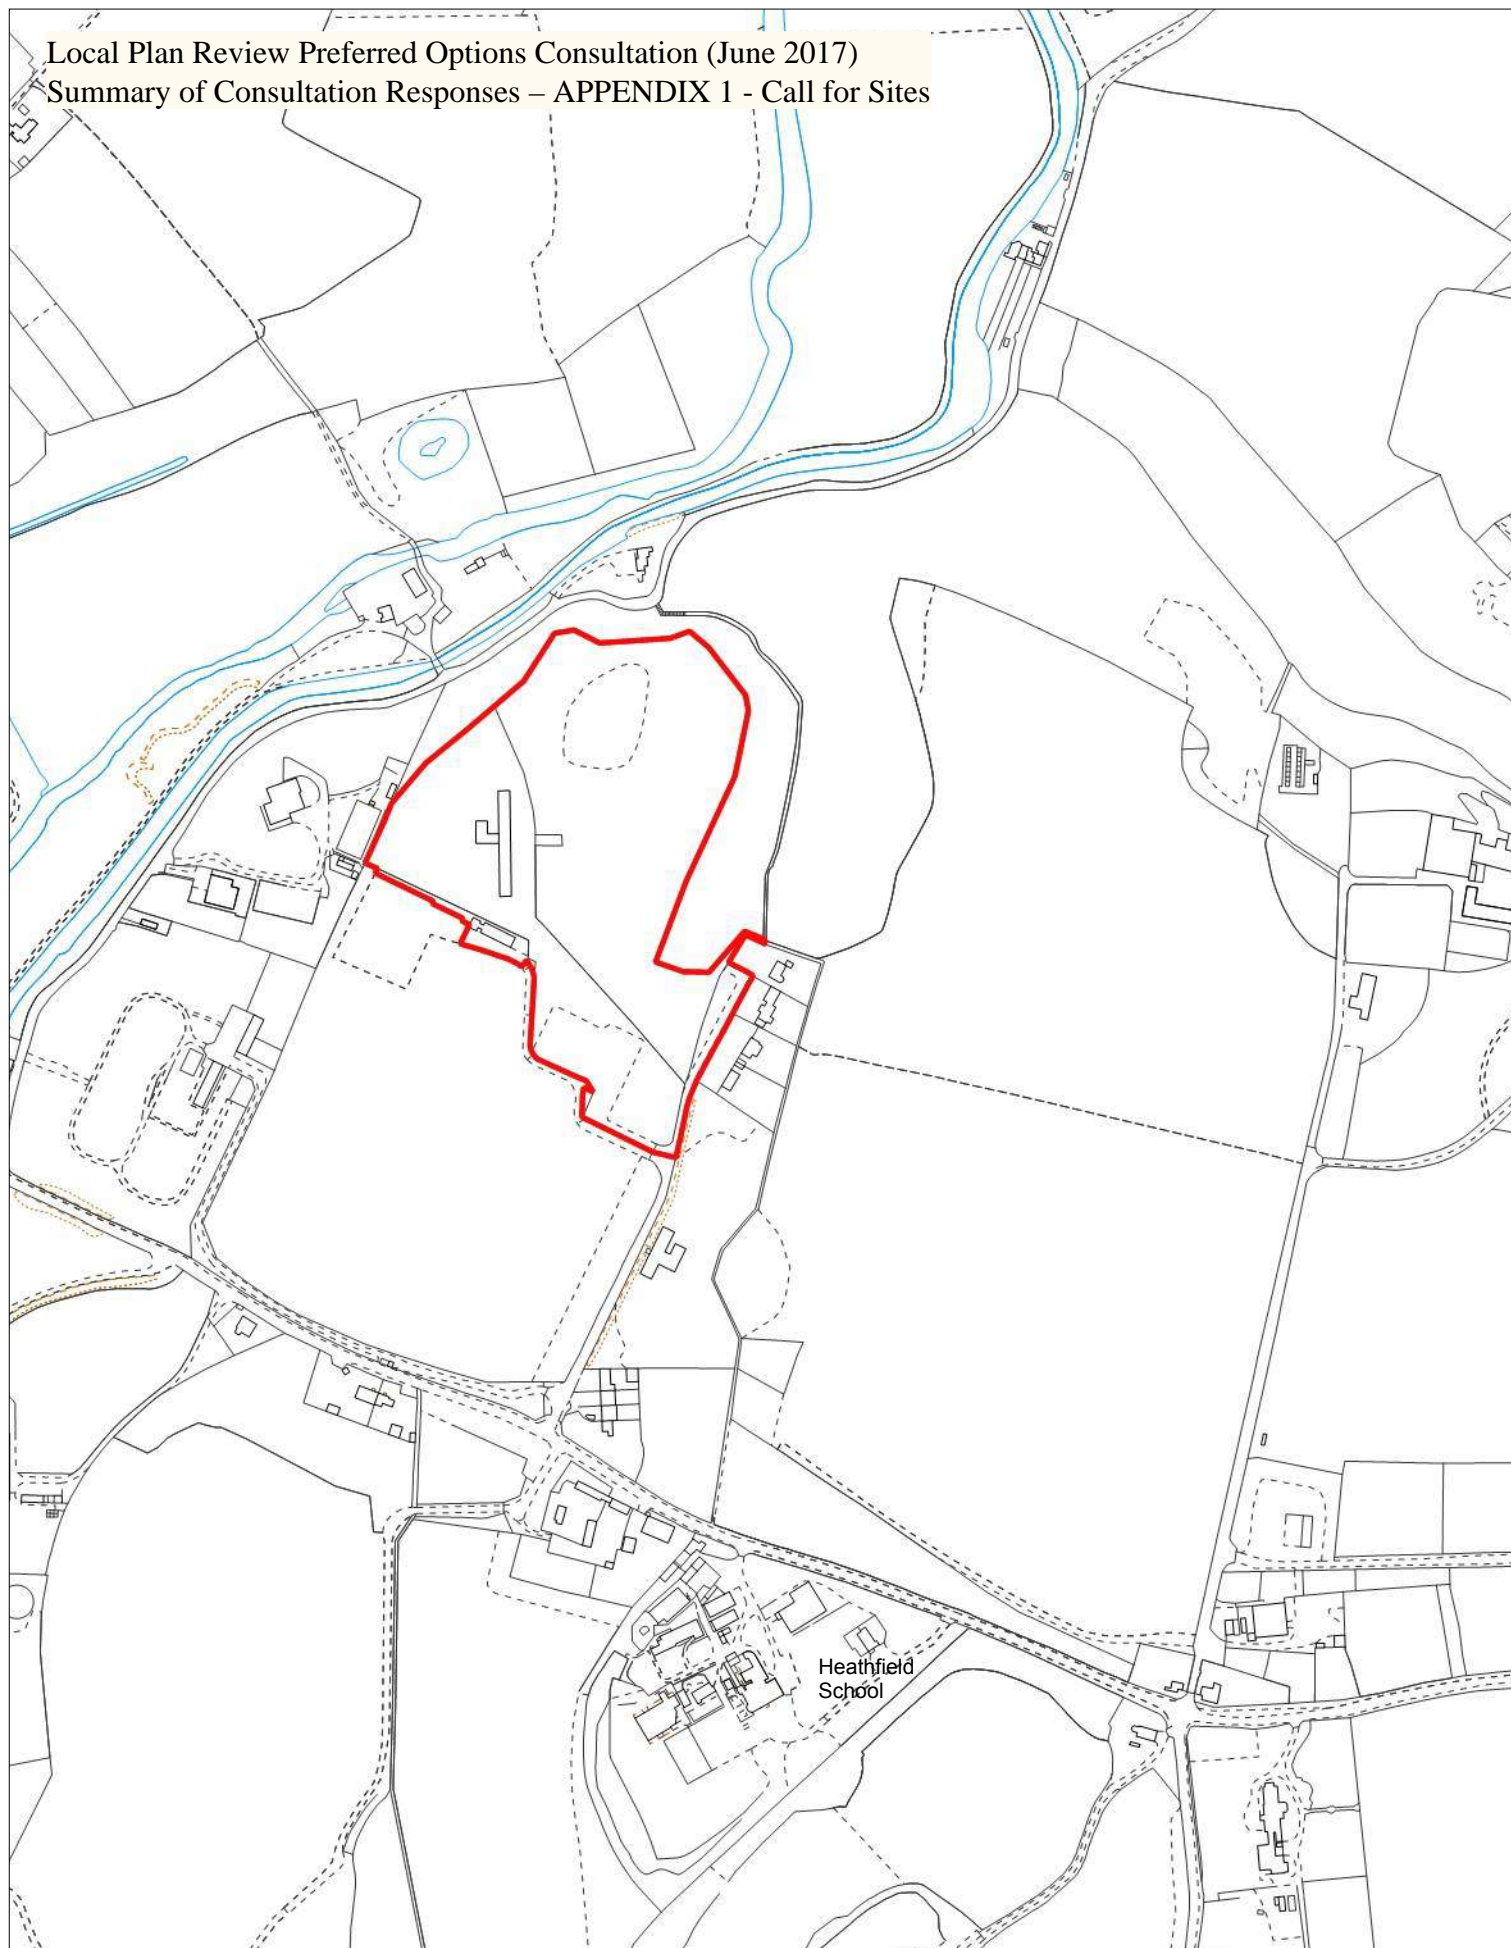 Local Plan Review Preferred Options Consultation (June 2017)
Summary of Consultation Responses – APPENDIX 1 - Call for Sites
Heathfield
School